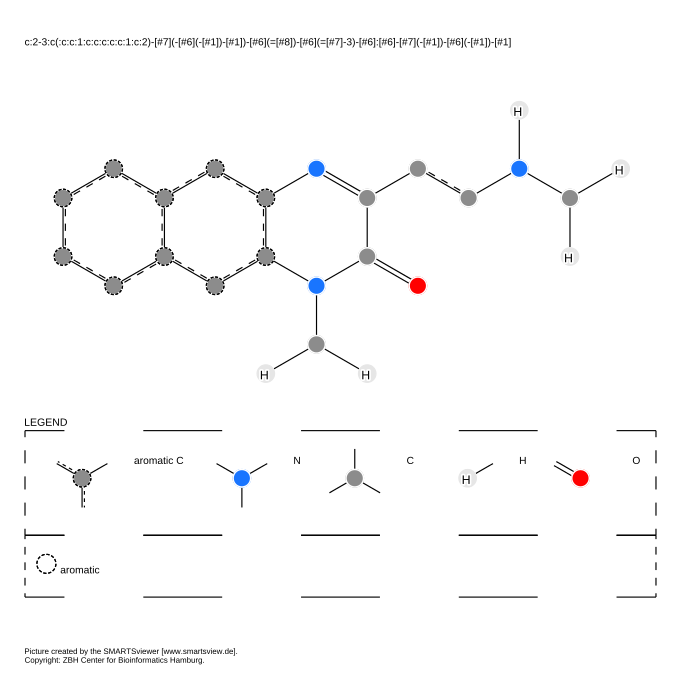 c:2-3:c(:c:c:1:c:c:c:c:c:1:c:2)-[#7](-[#6](-[#1])-[#1])-[#6](=[#8])-[#6](=[#7]-3)-[#6]:[#6]-[#7](-[#1])-[#6](-[#1])-[#1]
H
H
H
H H
LEGEND
aromatic C N C H H O
aromatic
Picture created by the SMARTSviewer [www.smartsview.de].
Copyright: ZBH Center for Bioinformatics Hamburg.